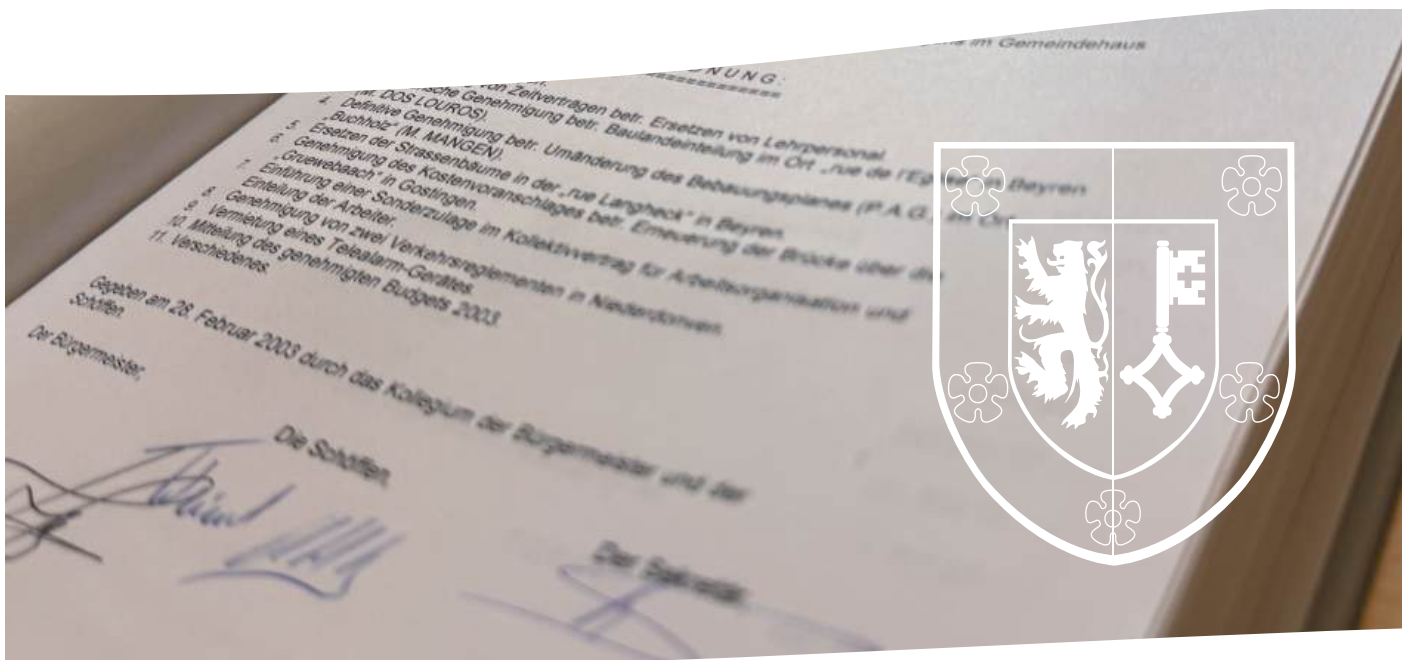 im Gemeindehaus
NUNG:
von Zeitverträgen betr. Ersetzen von Lehrpersonal.
4. Genehmigung betr. Baulandeinteilung im Ort „rue de l'Eg Beyren
(M. DOS LOUROS).
5. Definitive Genehmigung betr. Umänderung des Bebauungsplanes (P.A.G.)
„Buchholz" (M. MANGEN).
Ersetzen der Strassenbäume in der „rue Langheck" in Beyren.
6. Genehmigung des Kostenvoranschlages betr. Erneuerung der Brücke über die
„Gruewebaach" in Gostingen.
7. Einführung einer Sonderzulage im Kollektivvertrag für Arbeitsorganisation und
Einteilung der Arbeiter.
8. Genehmigung von zwei Verkehrsreglementen in Niederdonven.
9. Vermietung eines Telealarm-Gerätes.
10. Mitteilung des genehmigten Budgets 2003.
11. Verschiedenes.
Gegeben am 28. Februar 2003 durch das Kollegium der Bürgermeister und der
Schöffen.
Der Bürgermeister,
Die Schöffen,
Der Sekretär,